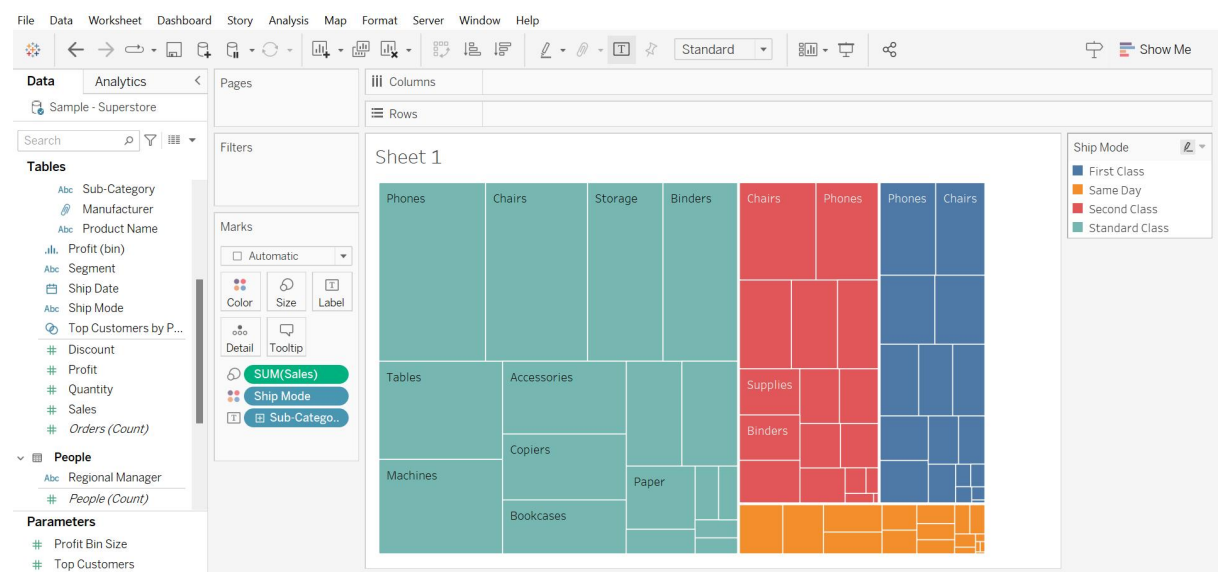 File Data Worksheet Dashboard Story Analysis Map Format Server Window Help
Standard
Show Me
Data Analytics
Sample - Superstore
Search
Tables
Abc Sub-Category
Manufacturer
Abc Product Name
Profit (bin)
Abc Segment
Ship Date
Abc Ship Mode
Top Customers by P...
# Discount
# Profit
# Quantity
# Sales
# Orders (Count)
People
Abc Regional Manager
# People (Count)
Parameters
# Profit Bin Size
# Top Customers
Pages
Filters
Marks
Automatic
Color Size Label
Detail Tooltip
SUM(Sales)
Ship Mode
Sub-Catego..
Columns
Rows
Sheet 1
Phones Chairs Storage Binders Chairs Phones Phones Chairs
Tables Accessories Supplies
Binders
Copiers
Machines Paper
Bookcases
Ship Mode
First Class
Same Day
Second Class
Standard Class